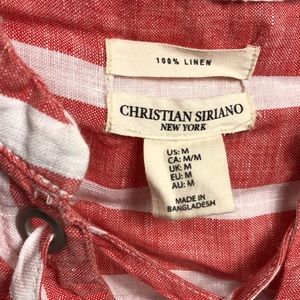 100% LINEN
CHRISTIAN SIRIANO
NEW YORK
US: M
CA: M/M
UK: M
EU: M
AU: M
MADE IN
BANGLADESH